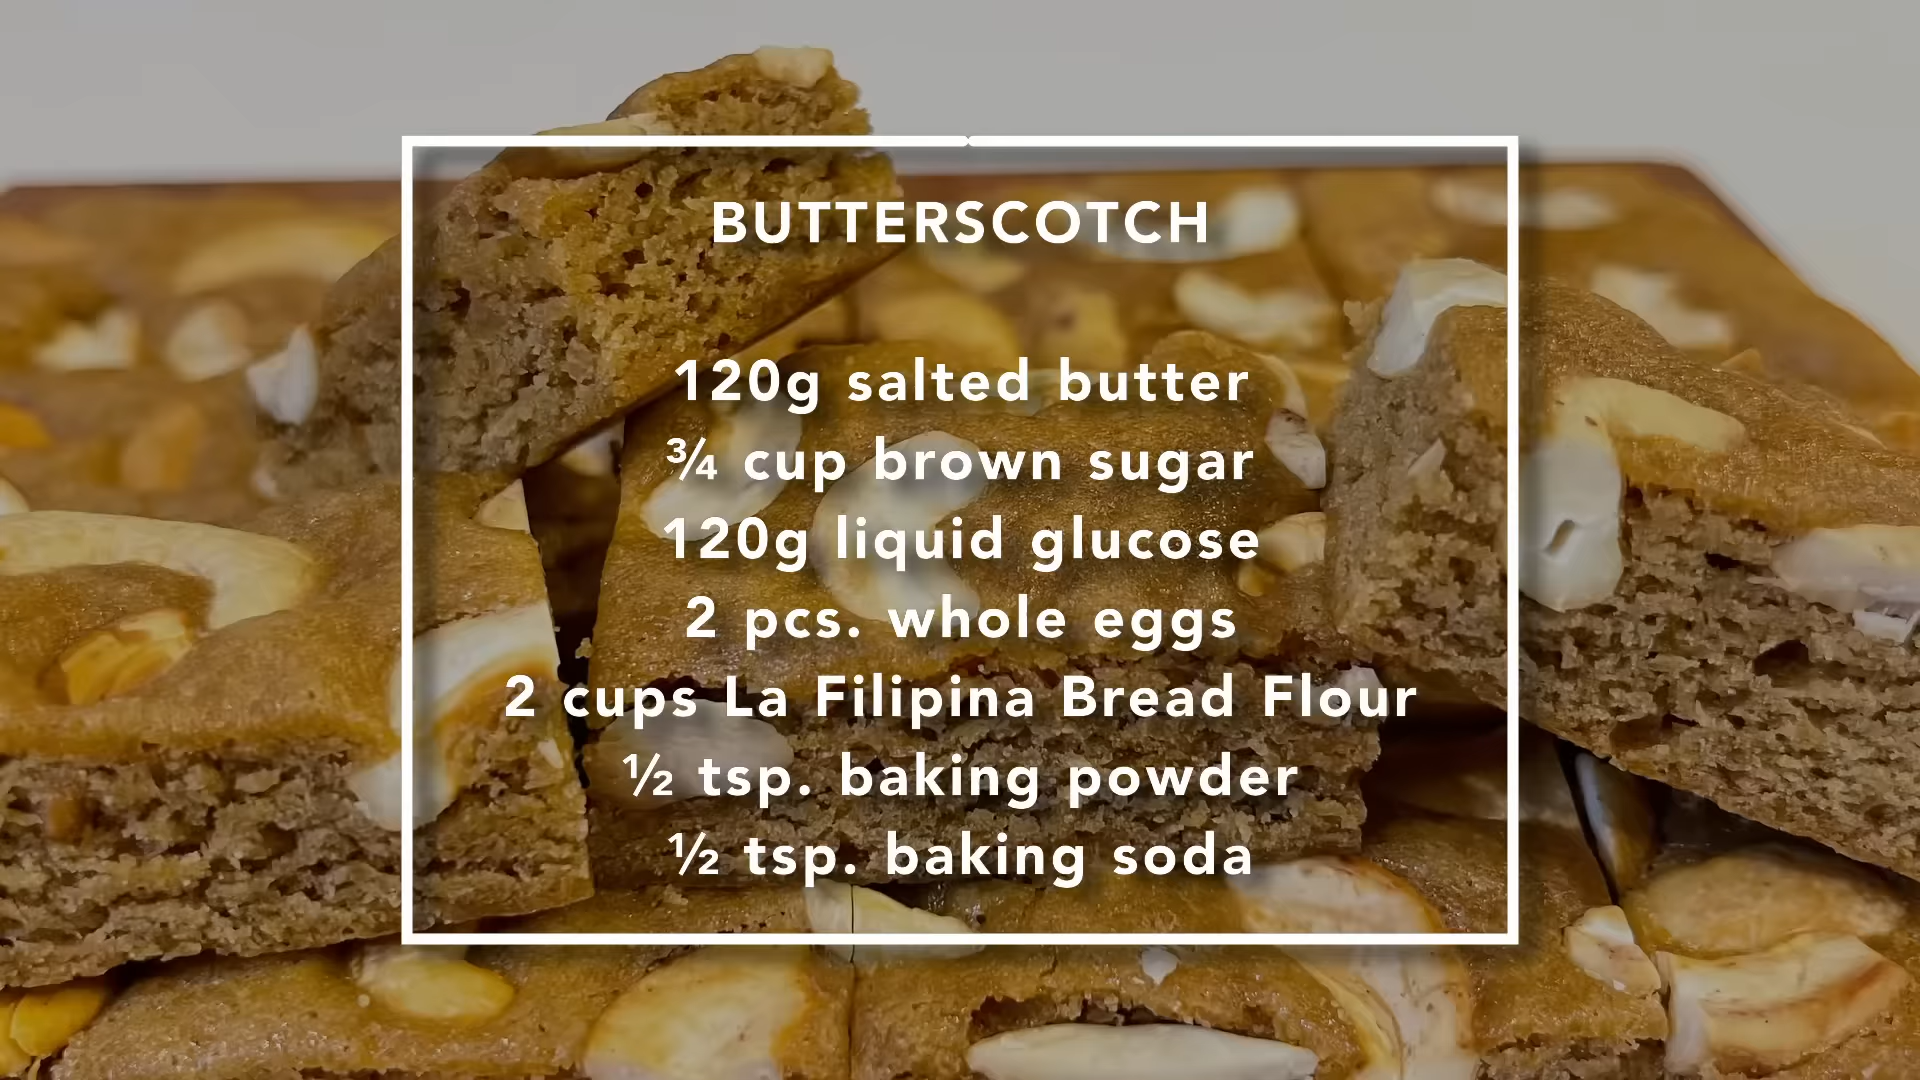 BUTTERSCOTCH
120g salted butter
¾ cup brown sugar
120g liquid glucose
2 pcs. whole eggs
2 cups La Filipina Bread Flour
½ tsp. baking powder
½ tsp. baking soda